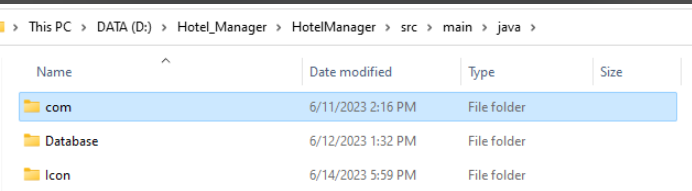 This PC > DATA (D:) > Hotel_Manager > HotelManager > src > main > java >
Name Date modified Type Size
com 6/11/2023 2:16 PM File folder
Database 6/12/2023 1:32 PM File folder
Icon 6/14/2023 5:59 PM File folder